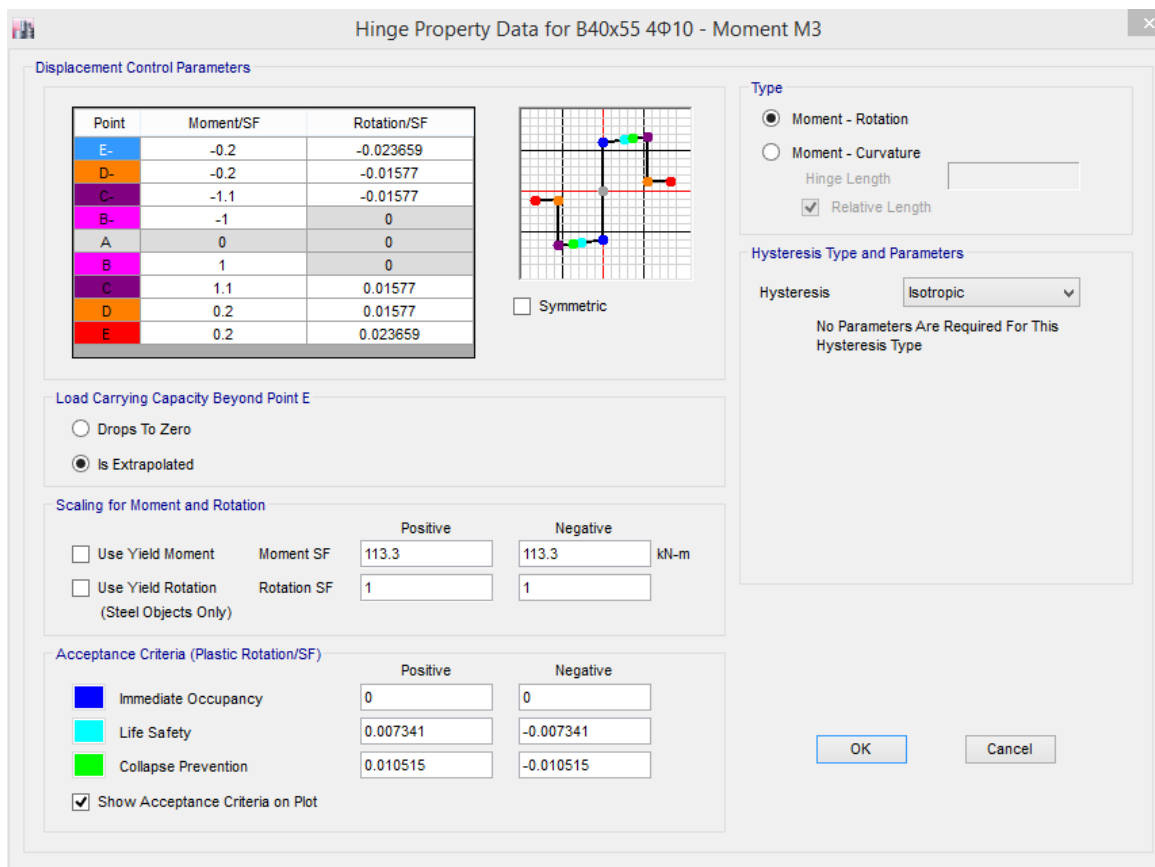 Hinge Property Data for B40x55 4Φ10 - Moment M3
Displacement Control Parameters
Point Moment/SF Rotation/SF
E- -0.2 -0.023659
D- -0.2 -0.01577
C- -1.1 -0.01577
B- -1 0
A 0 0
B 1 0
C 1.1 0.01577
D 0.2 0.01577
E 0.2 0.023659
Symmetric
Load Carrying Capacity Beyond Point E
Drops To Zero
Is Extrapolated
Scaling for Moment and Rotation
Positive Negative
Use Yield Moment Moment SF 113.3 113.3 kN-m
Use Yield Rotation Rotation SF 1 1
(Steel Objects Only)
Acceptance Criteria (Plastic Rotation/SF)
Positive Negative
Immediate Occupancy 0 0
Life Safety 0.007341 -0.007341
Collapse Prevention 0.010515 -0.010515
Show Acceptance Criteria on Plot
Type
Moment - Rotation
Moment - Curvature
Hinge Length
Relative Length
Hysteresis Type and Parameters
Hysteresis Isotropic
No Parameters Are Required For This
Hysteresis Type
OK Cancel